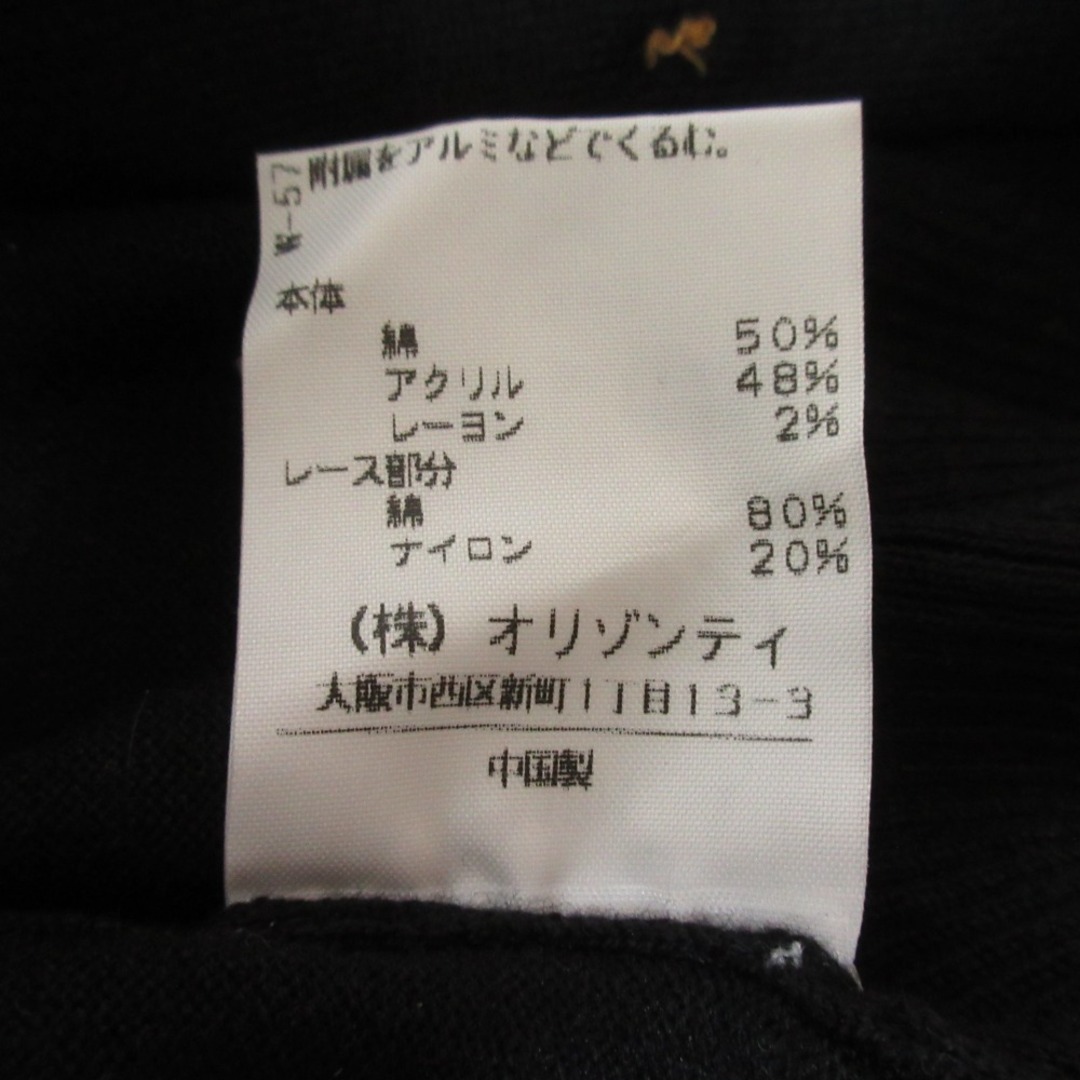 附属をアルミなどでくるむ。
W-57
本体
綿 50%
アクリル 48%
レーヨン 2%
レース部分
綿 80%
ナイロン 20%
(株) オリゾンティ
大阪市西区新町1丁目13-3
中国製